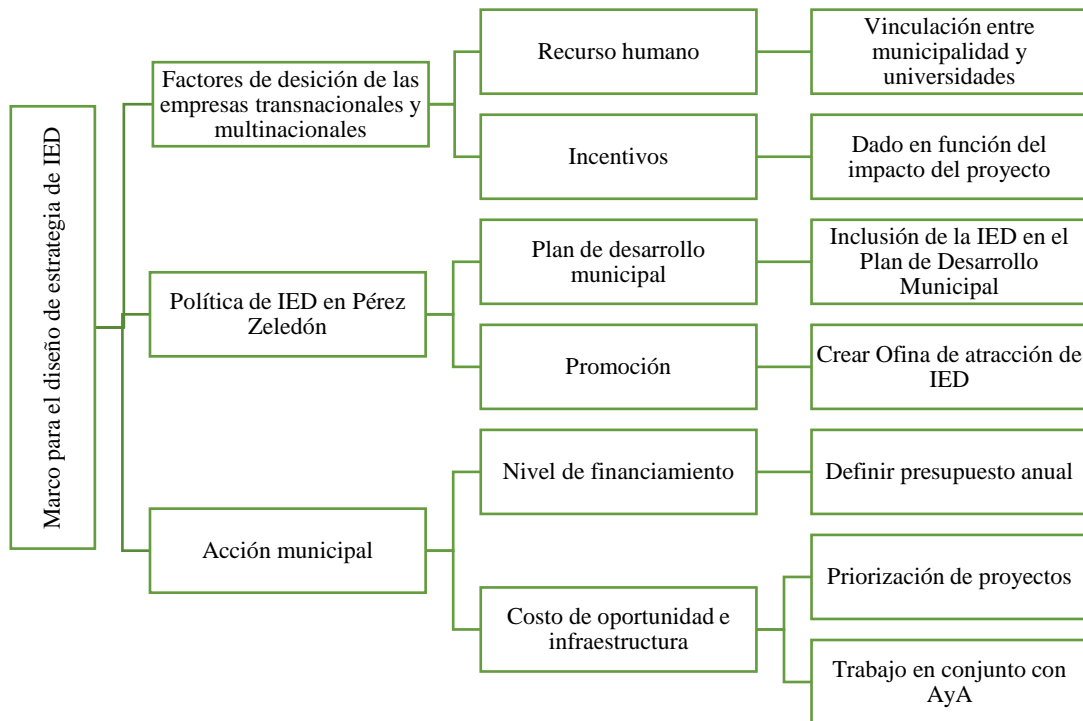 Marco para el diseño de estrategia de IED
Factores de desición de las
empresas transnacionales y
multinacionales
Recurso humano
Vinculación entre
municipalidad y
universidades
Incentivos
Dado en función del
impacto del proyecto
Política de IED en Pérez
Zeledón
Plan de desarrollo
municipal
Inclusión de la IED en el
Plan de Desarrollo
Municipal
Promoción
Crear Ofina de atracción de
IED
Acción municipal
Nivel de financiamiento
Definir presupuesto anual
Costo de oportunidad e
infraestructura
Priorización de proyectos
Trabajo en conjunto con
AyA